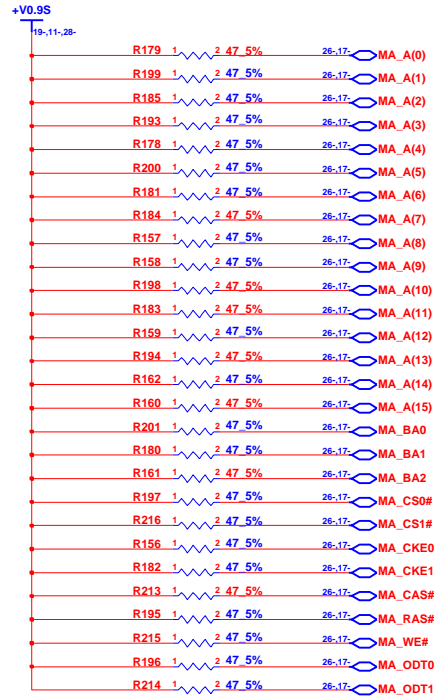 +V0.9S
19-,11-,28-
R179 1 2 47_5% 26-,17- MA_A(0)
R199 1 2 47_5% 26-,17- MA_A(1)
R185 1 2 47_5% 26-,17- MA_A(2)
R193 1 2 47_5% 26-,17- MA_A(3)
R178 1 2 47_5% 26-,17- MA_A(4)
R200 1 2 47_5% 26-,17- MA_A(5)
R181 1 2 47_5% 26-,17- MA_A(6)
R184 1 2 47_5% 26-,17- MA_A(7)
R157 1 2 47_5% 26-,17- MA_A(8)
R158 1 2 47_5% 26-,17- MA_A(9)
R198 1 2 47_5% 26-,17- MA_A(10)
R183 1 2 47_5% 26-,17- MA_A(11)
R159 1 2 47_5% 26-,17- MA_A(12)
R194 1 2 47_5% 26-,17- MA_A(13)
R162 1 2 47_5% 26-,17- MA_A(14)
R160 1 2 47_5% 26-,17- MA_A(15)
R201 1 2 47_5% 26-,17- MA_BA0
R180 1 2 47_5% 26-,17- MA_BA1
R161 1 2 47_5% 26-,17- MA_BA2
R197 1 2 47_5% 26-,17- MA_CS0#
R216 1 2 47_5% 26-,17- MA_CS1#
R156 1 2 47_5% 26-,17- MA_CKE0
R182 1 2 47_5% 26-,17- MA_CKE1
R213 1 2 47_5% 26-,17- MA_CAS#
R195 1 2 47_5% 26-,17- MA_RAS#
R215 1 2 47_5% 26-,17- MA_WE#
R196 1 2 47_5% 26-,17- MA_ODT0
R214 1 2 47_5% 26-,17- MA_ODT1